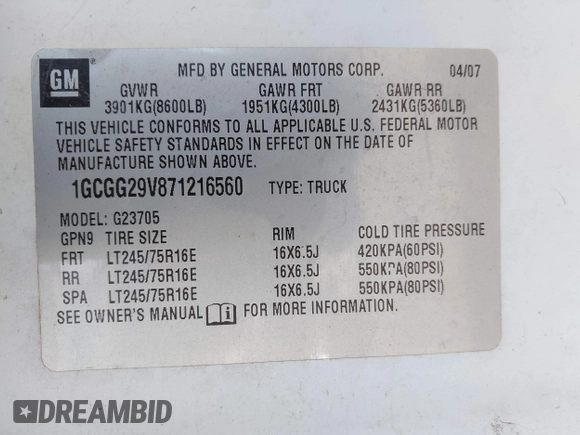 GM
MFD BY GENERAL MOTORS CORP. 04/07
GVWR GAWR FRT GAWR RR
3901KG(8600LB) 1951KG(4300LB) 2431KG(5360LB)
THIS VEHICLE CONFORMS TO ALL APPLICABLE U.S. FEDERAL MOTOR
VEHICLE SAFETY STANDARDS IN EFFECT ON THE DATE OF
MANUFACTURE SHOWN ABOVE.
1GCGG29V871216560 TYPE: TRUCK
MODEL: G23705
GPN9 TIRE SIZE RIM COLD TIRE PRESSURE
FRT LT245/75R16E 16X6.5J 420KPA(60PSI)
RR LT245/75R16E 16X6.5J 550KPA(80PSI)
SPA LT245/75R16E 16X6.5J 550KPA(80PSI)
SEE OWNER'S MANUAL FOR MORE INFORMATION.
DREAMBID